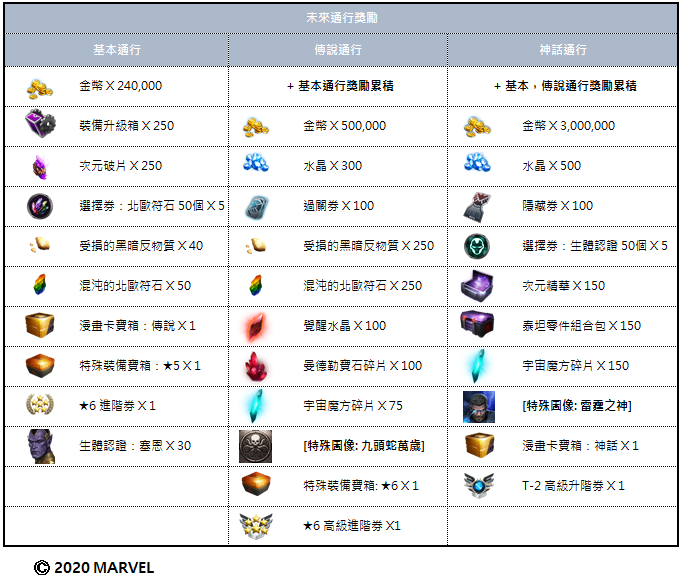 未來通行獎勵
基本通行 傳說通行 神話通行
金幣 X 240,000 + 基本通行獎勵累積 + 基本，傳說通行獎勵累積
裝備升級箱 X 250 金幣 X 500,000 金幣 X 3,000,000
次元破片 X 250 水晶 X 300 水晶 X 500
選擇券：北歐符石 50個 X 5 過關券 X 100 隱藏券 X 100
受損的黑暗反物質 X 40 受損的黑暗反物質 X 250 選擇券：生體認證 50個 X 5
混沌的北歐符石 X 50 混沌的北歐符石 X 250 次元精華 X 150
漫畫卡寶箱：傳說 X 1 覺醒水晶 X 100 泰坦零件組合包 X 150
特殊裝備寶箱：★5 X 1 曼德勒寶石碎片 X 100 宇宙魔方碎片 X 150
★6 進階券 X 1 宇宙魔方碎片 X 75 [特殊圖像: 雷霆之神]
生體認證：塞恩 X 30 [特殊圖像: 九頭蛇萬歲] 漫畫卡寶箱：神話 X 1
特殊裝備寶箱: ★6 X 1 T-2 高級升階券 X 1
★6 高級進階券 X1
© 2020 MARVEL